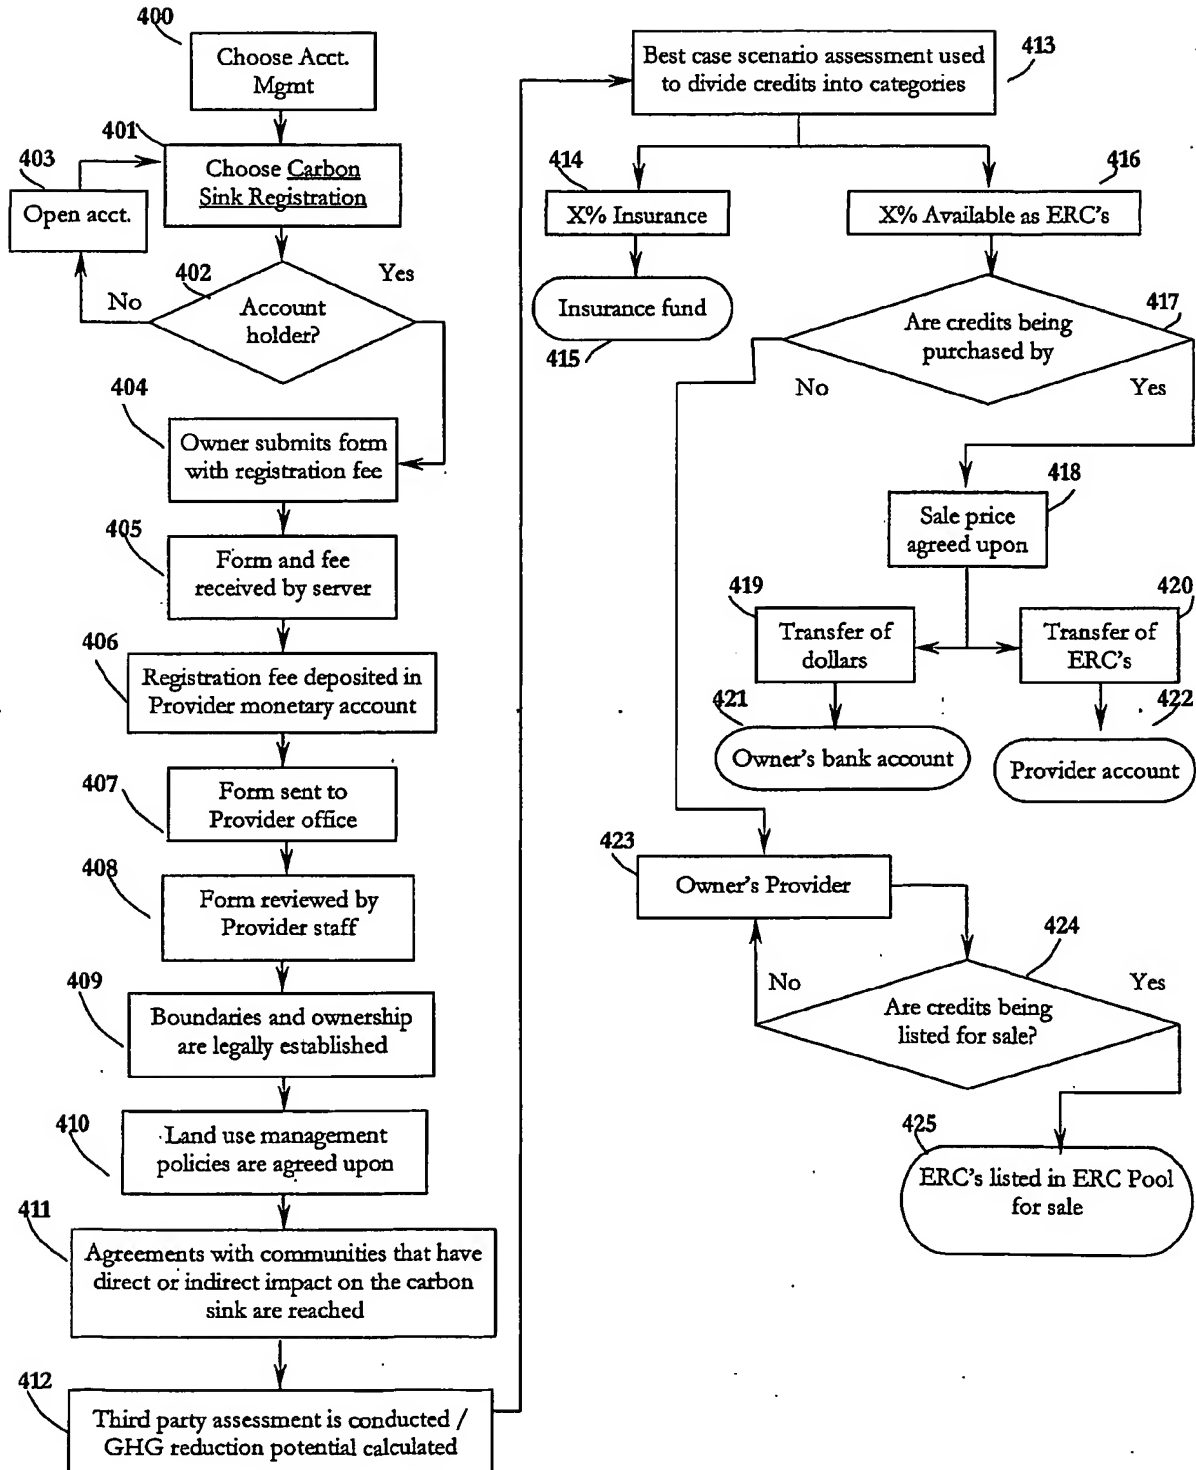 400
Choose Acct.
Mgmt
401
Choose Carbon
Sink Registration
403
Open acct.
402
Yes
No
Account
holder?
404
Owner submits form
with registration fee
405
Form and fee
received by server
406
Registration fee deposited in
Provider monetary account
407
Form sent to
Provider office
408
Form reviewed by
Provider staff
409
Boundaries and ownership
are legally established
410
Land use management
policies are agreed upon
411
Agreements with communities that have
direct or indirect impact on the carbon
sink are reached
412
Third party assessment is conducted /
GHG reduction potential calculated
413
Best case scenario assessment used
to divide credits into categories
414
X% Insurance
416
X% Available as ERC's
Insurance fund
415
417
Are credits being
purchased by
No
Yes
418
Sale price
agreed upon
419
Transfer of
dollars
420
Transfer of
ERC's
421
Owner's bank account
422
Provider account
423
Owner's Provider
424
No
Yes
Are credits being
listed for sale?
425
ERC's listed in ERC Pool
for sale